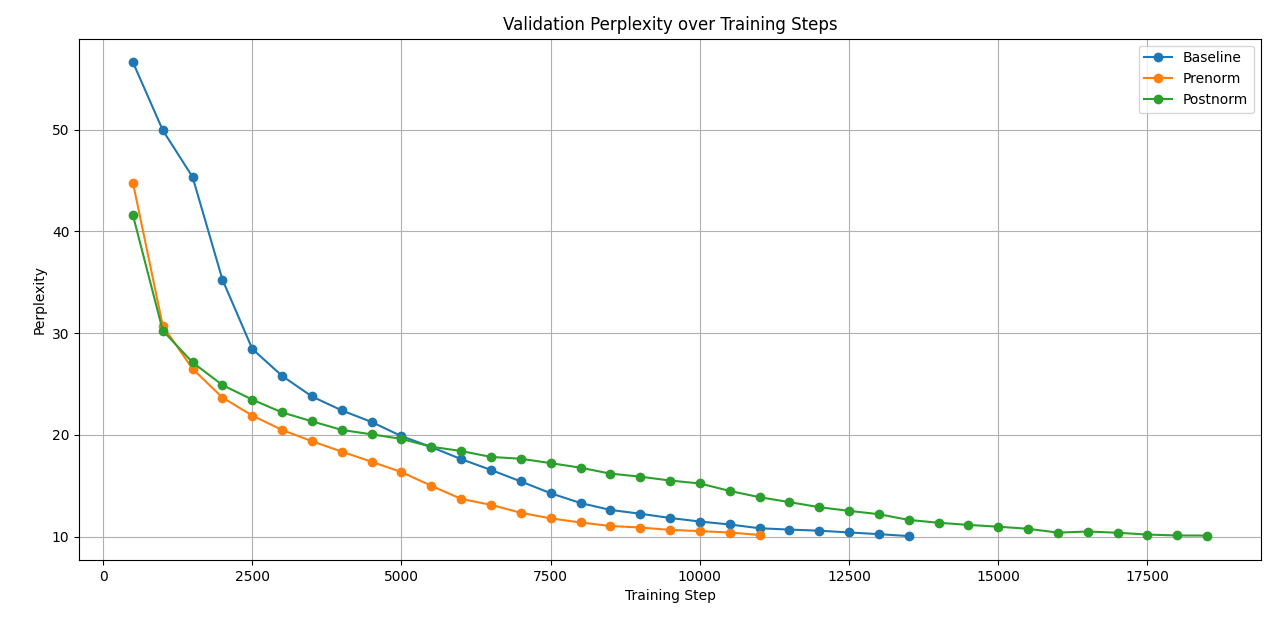 Validation Perplexity over Training Steps
Baseline
Prenorm
Postnorm
Perplexity
50
40
30
20
10
0
2500
5000
7500
10000
12500
15000
17500
Training Step